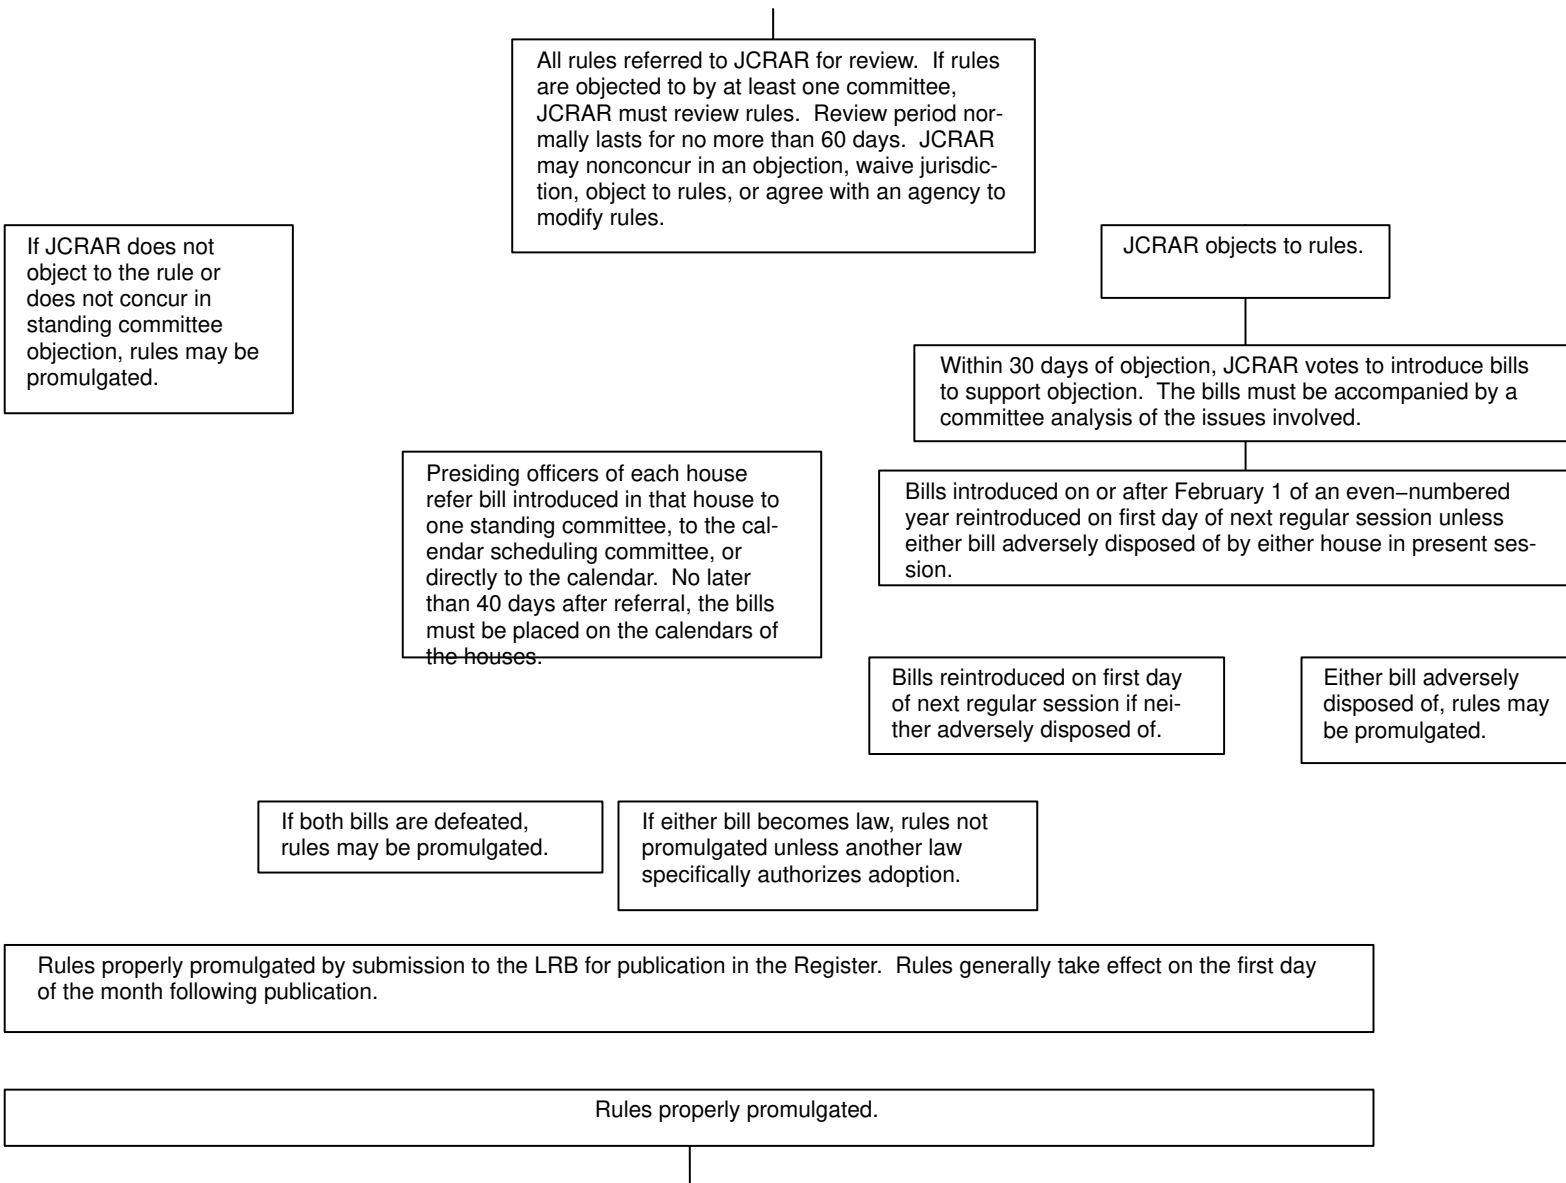 All rules referred to JCRAR for review.  If rules
are objected to by at least one committee,
JCRAR must review rules.  Review period nor-
mally lasts for no more than 60 days.  JCRAR
may nonconcur in an objection, waive jurisdic-
tion, object to rules, or agree with an agency to
modify rules.
If JCRAR does not
object to the rule or
does not concur in
standing committee
objection, rules may be
promulgated.
JCRAR objects to rules.
Within 30 days of objection, JCRAR votes to introduce bills
to support objection.  The bills must be accompanied by a
committee analysis of the issues involved.
Presiding officers of each house
refer bill introduced in that house to
one standing committee, to the cal-
endar scheduling committee, or
directly to the calendar.  No later
than 40 days after referral, the bills
must be placed on the calendars of
the houses.
Bills introduced on or after February 1 of an even−numbered
year reintroduced on first day of next regular session unless
either bill adversely disposed of by either house in present ses-
sion.
Bills reintroduced on first day
of next regular session if nei-
ther adversely disposed of.
Either bill adversely
disposed of, rules may
be promulgated.
If both bills are defeated,
rules may be promulgated.
If either bill becomes law, rules not
promulgated unless another law
specifically authorizes adoption.
Rules properly promulgated by submission to the LRB for publication in the Register.  Rules generally take effect on the first day
of the month following publication.
Rules properly promulgated.